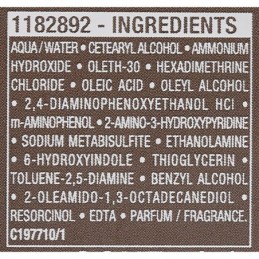 1182892 - INGREDIENTS
AQUA / WATER • CETEARYL ALCOHOL • AMMONIUM
HYDROXIDE • OLETH-30 • HEXADIMETHRINE
CHLORIDE • OLEIC ACID • OLEYL ALCOHOL
• 2,4-DIAMINOPHENOXYETHANOL HCl •
m-AMINOPHENOL • 2-AMINO-3-HYDROXYPYRIDINE
• SODIUM METABISULFITE • ETHANOLAMINE
• 6-HYDROXYINDOLE • THIOGLYCERIN •
TOLUENE-2,5-DIAMINE • BENZYL ALCOHOL
• 2-OLEAMIDO-1,3-OCTADECANEDIOL •
RESORCINOL • EDTA • PARFUM / FRAGRANCE.
C197710/1